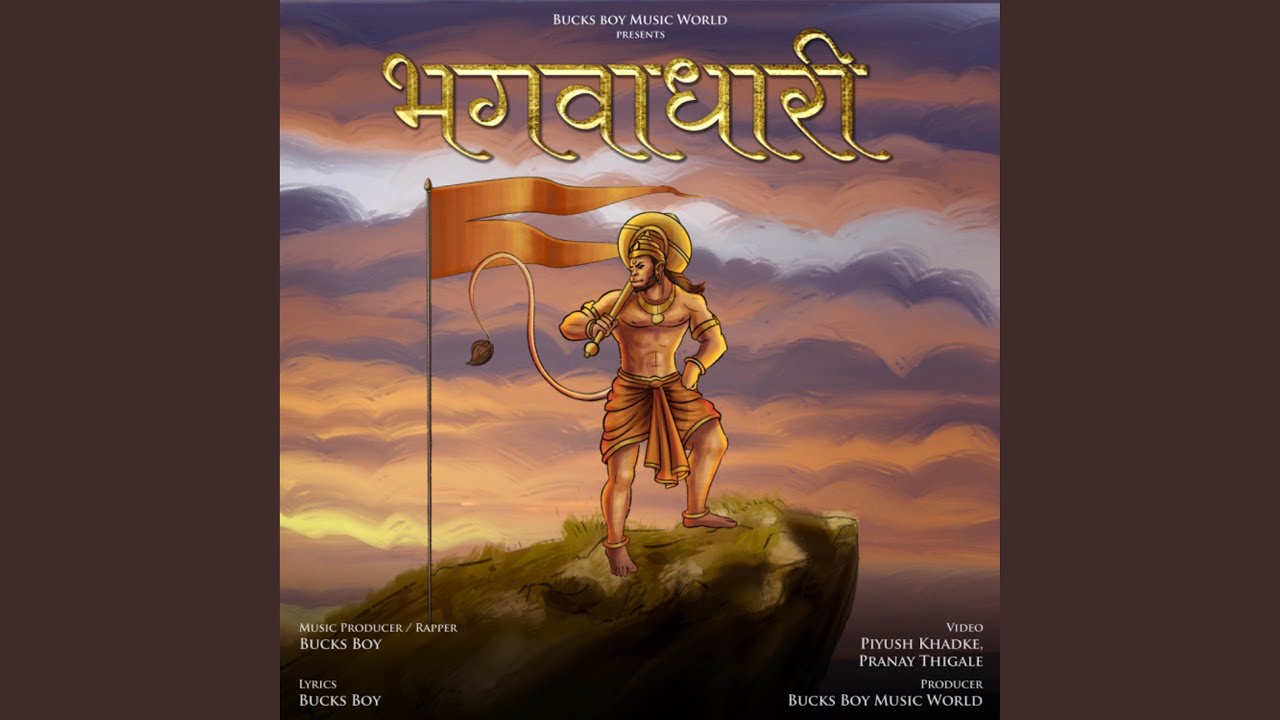 BUCKS BOY MUSIC WORLD
PRESENTS
भगवाधारी
MUSIC PRODUCER / RAPPER
BUCKS BOY
LYRICS
BUCKS BOY
VIDEO
PIYUSH KHADKE,
PRANAY THIGALE
PRODUCER
BUCKS BOY MUSIC WORLD